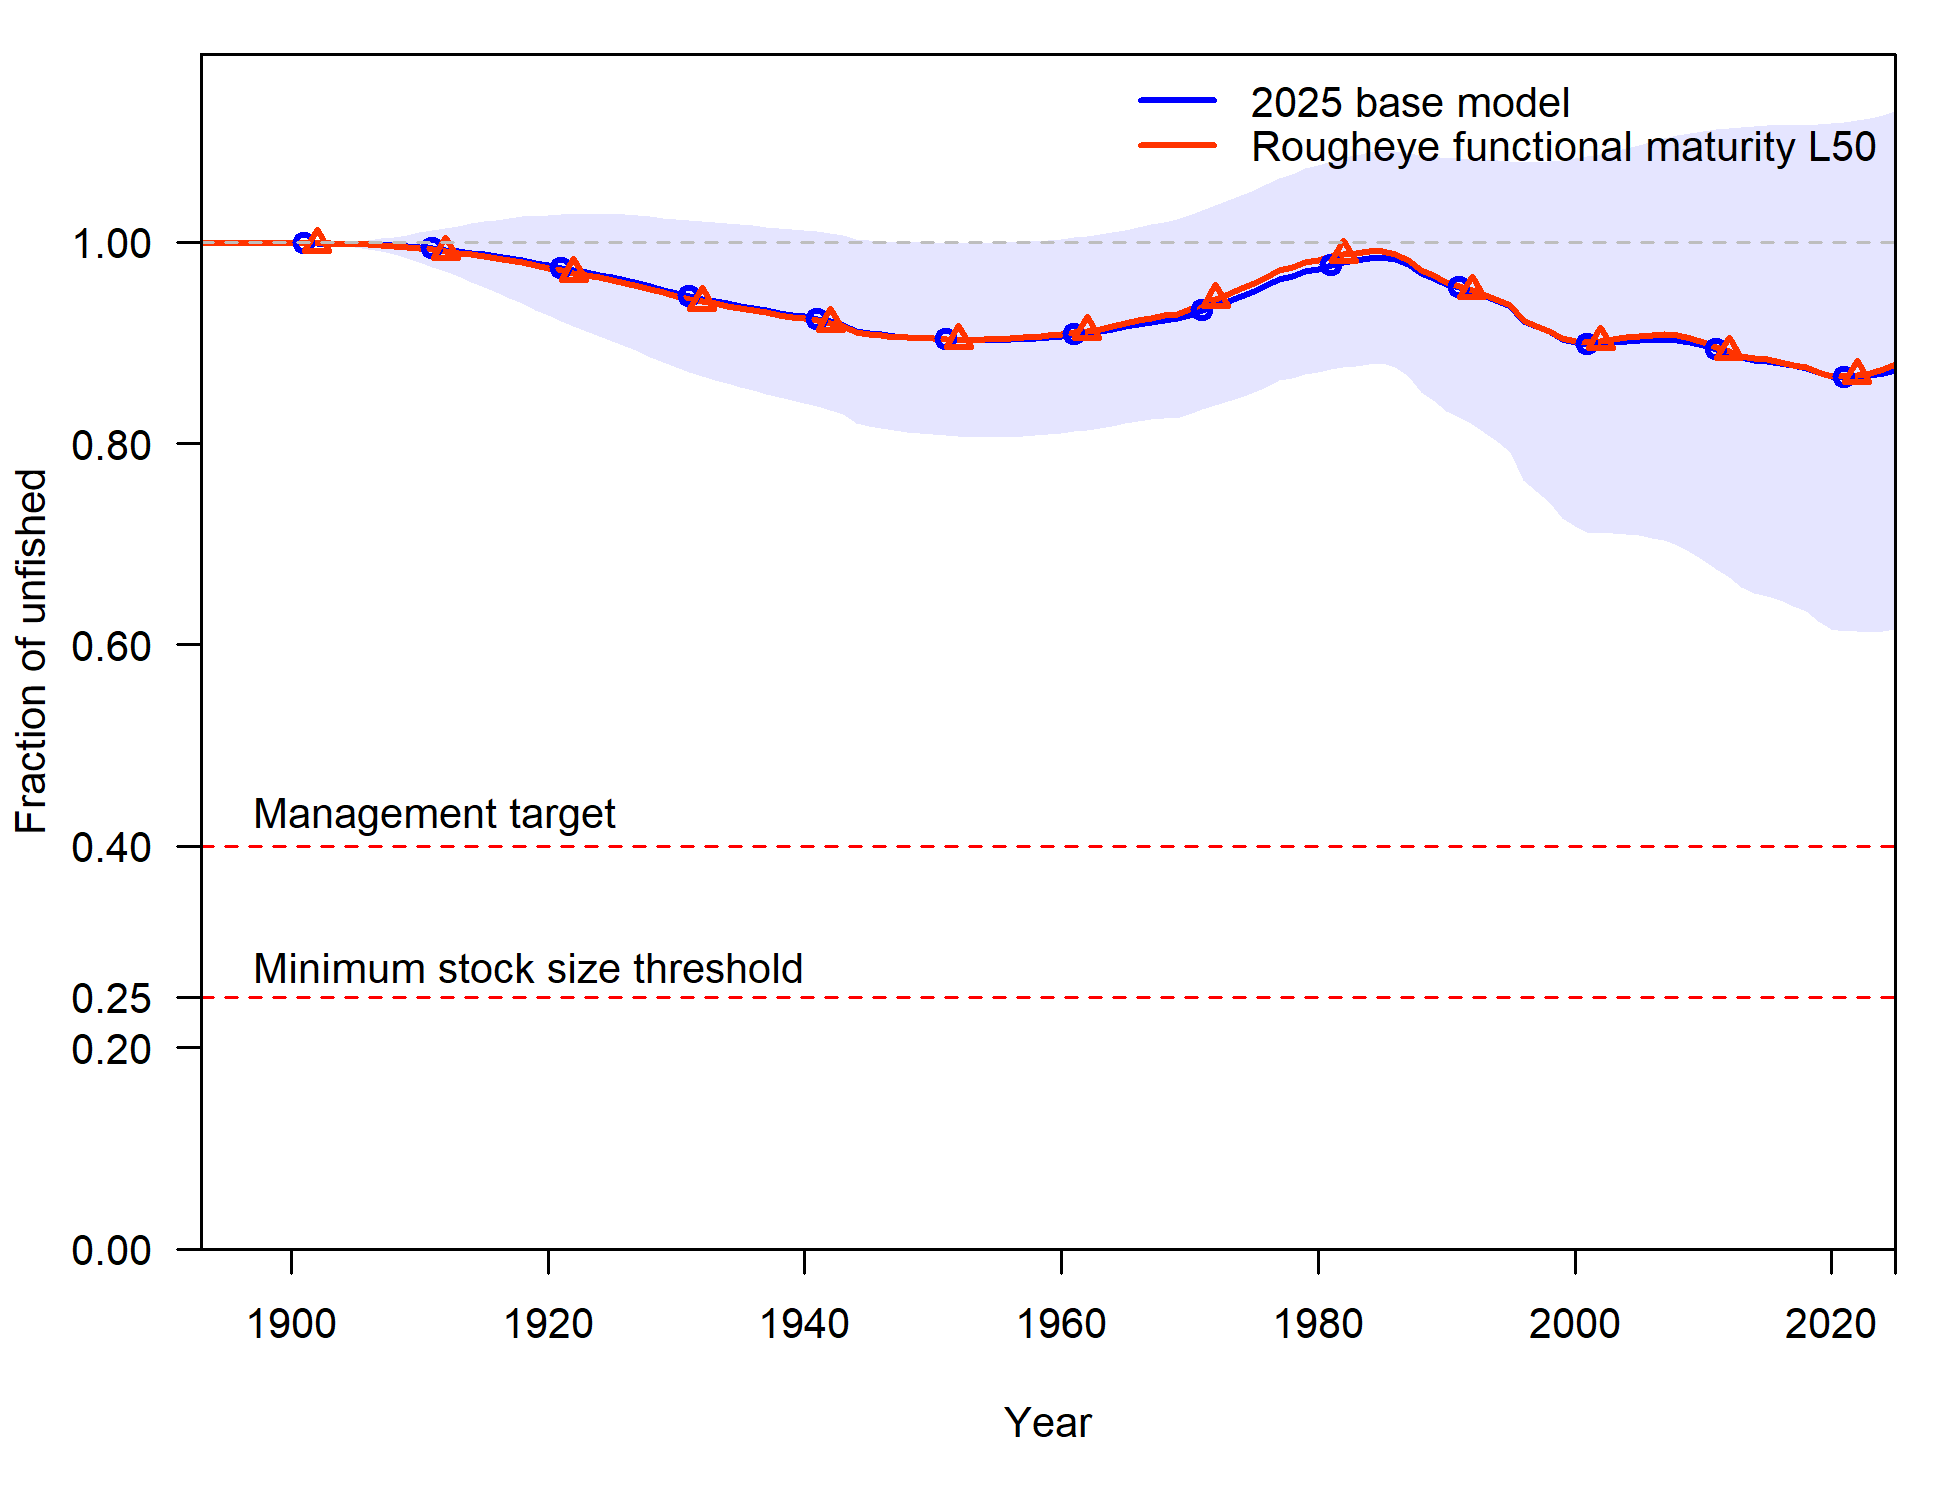 2025 base model
Rougheye functional maturity L50
1.00
0.80
0.60
0.40
0.25
0.20
0.00
Fraction of unfished
Management target
Minimum stock size threshold
1900 1920 1940 1960 1980 2000 2020
Year